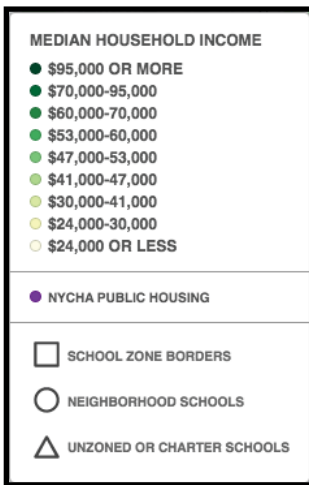 MEDIAN HOUSEHOLD INCOME
$95,000 OR MORE
$70,000-95,000
$60,000-70,000
$53,000-60,000
$47,000-53,000
$41,000-47,000
$30,000-41,000
$24,000-30,000
$24,000 OR LESS
NYCHA PUBLIC HOUSING
SCHOOL ZONE BORDERS
NEIGHBORHOOD SCHOOLS
UNZONED OR CHARTER SCHOOLS